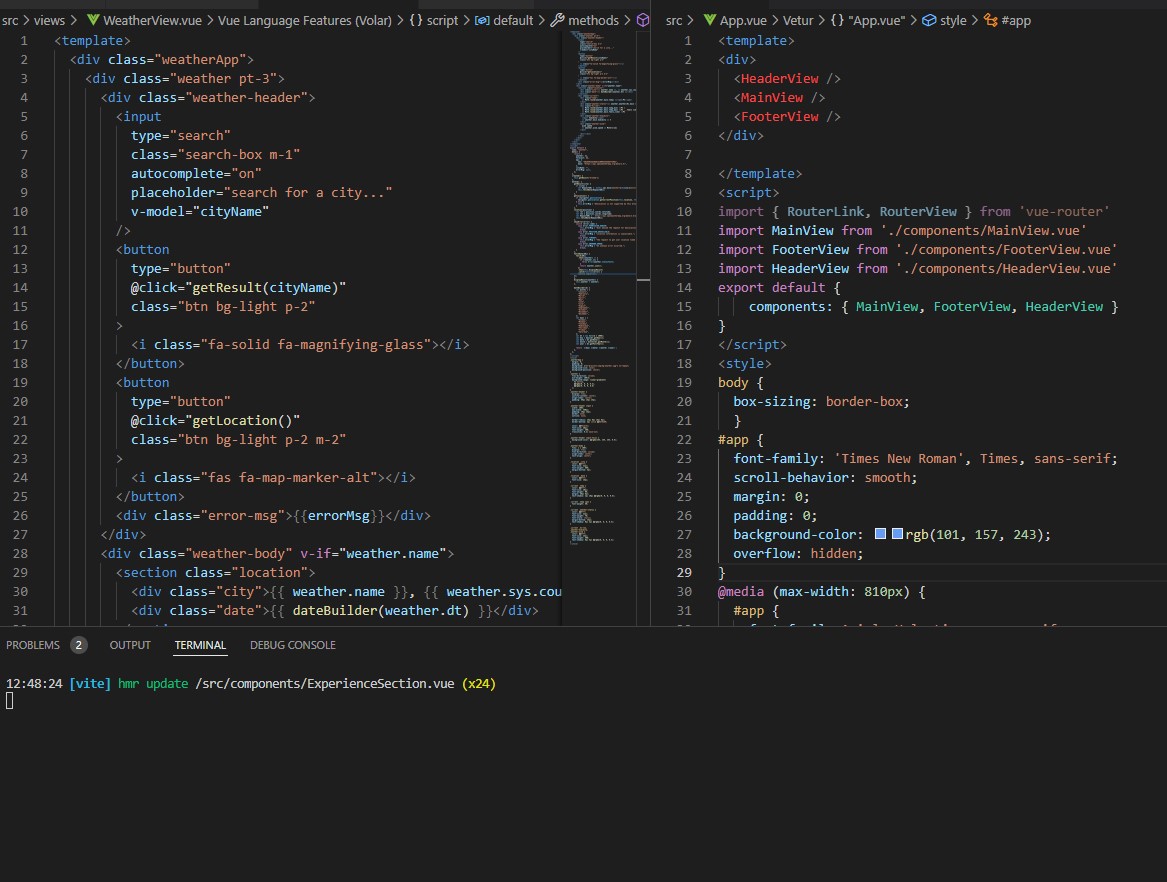 src > views > WeatherView.vue > Vue Language Features (Volar) > {} script > default > methods >
1 <template>
2 <div class="weatherApp">
3 <div class="weather pt-3">
4 <div class="weather-header">
5 <input
6 type="search"
7 class="search-box m-1"
8 autocomplete="on"
9 placeholder="search for a city..."
10 v-model="cityName"
11 />
12 <button
13 type="button"
14 @click="getResult(cityName)"
15 class="btn bg-light p-2"
16 >
17 <i class="fa-solid fa-magnifying-glass"></i>
18 </button>
19 <button
20 type="button"
21 @click="getLocation()"
22 class="btn bg-light p-2 m-2"
23 >
24 <i class="fas fa-map-marker-alt"></i>
25 </button>
26 <div class="error-msg">{{errorMsg}}</div>
27 </div>
28 <div class="weather-body" v-if="weather.name">
29 <section class="location">
30 <div class="city">{{ weather.name }}, {{ weather.sys.cou
31 <div class="date">{{ dateBuilder(weather.dt) }}</div>
src > App.vue > Vetur > {} "App.vue" > style > #app
1 <template>
2 <div>
3 <HeaderView />
4 <MainView />
5 <FooterView />
6 </div>
7
8 </template>
9 <script>
10 import { RouterLink, RouterView } from 'vue-router'
11 import MainView from './components/MainView.vue'
12 import FooterView from './components/FooterView.vue'
13 import HeaderView from './components/HeaderView.vue'
14 export default {
15 components: { MainView, FooterView, HeaderView }
16 }
17 </script>
18 <style>
19 body {
20 box-sizing: border-box;
21 }
22 #app {
23 font-family: 'Times New Roman', Times, sans-serif;
24 scroll-behavior: smooth;
25 margin: 0;
26 padding: 0;
27 background-color: rgb(101, 157, 243);
28 overflow: hidden;
29 }
30 @media (max-width: 810px) {
31 #app {
PROBLEMS 2 OUTPUT TERMINAL DEBUG CONSOLE
12:48:24 [vite] hmr update /src/components/ExperienceSection.vue (x24)